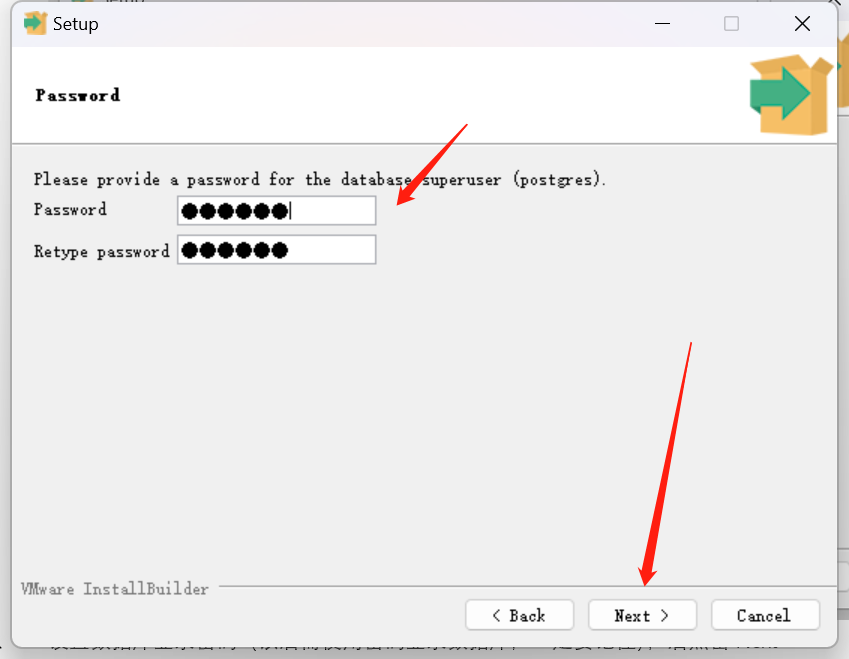 Setup
Password
Please provide a password for the database superuser (postgres).
Password
Retype password
VMware InstallBuilder
< Back
Next >
Cancel